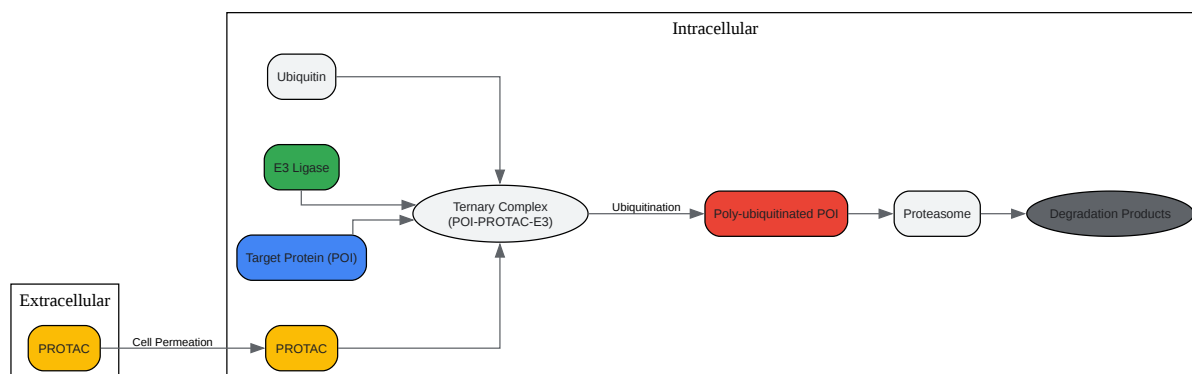 Intracellular
Ubiquitin
E3 Ligase
Target Protein (POI)
Ternary Complex
(POI-PROTAC-E3)
Ubiquitination
Poly-ubiquitinated POI
Proteasome
Degradation Products
Extracellular
PROTAC
Cell Permeation
PROTAC